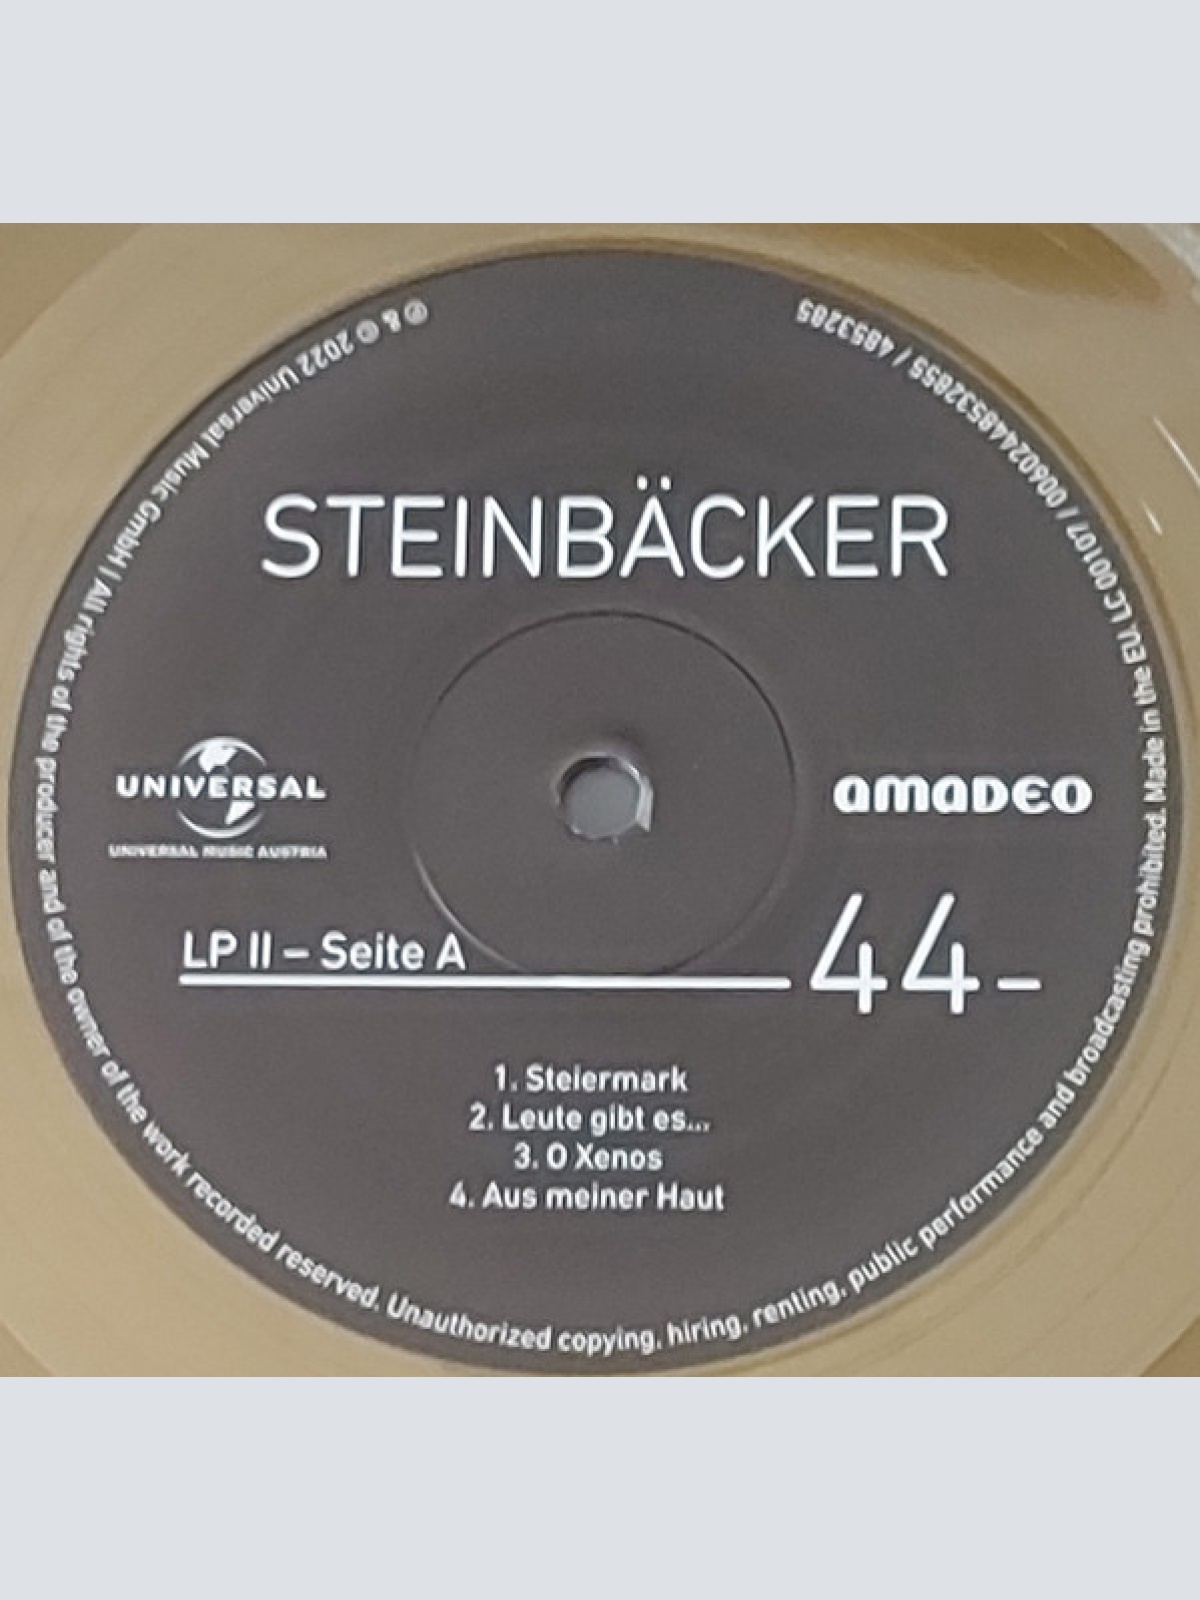 ℗ & © 2022 Universal Music GmbH | All rights of the producer and of the owner of the work recorded reserved. Unauthorized copying, hiring, renting, public performance and broadcasting prohibited. Made in the EU. LC 00107 / 00602448532855 / 4853285
STEINBÄCKER
UNIVERSAL
UNIVERSAL MUSIC AUSTRIA
amadeo
LP II – Seite A
44–
1. Steiermark
2. Leute gibt es...
3. O Xenos
4. Aus meiner Haut